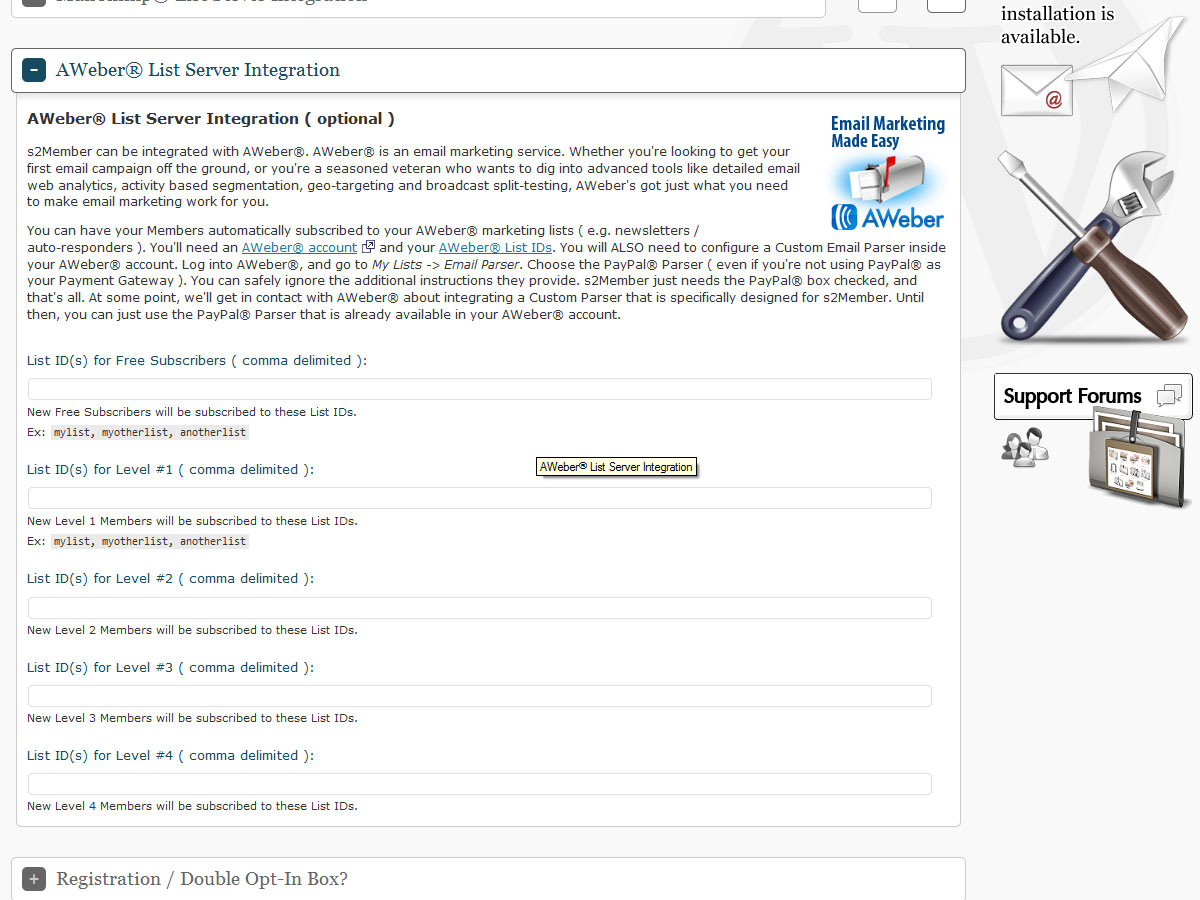 installation is
available.
- AWeber® List Server Integration
AWeber® List Server Integration ( optional )
Email Marketing
Made Easy
AWeber
s2Member can be integrated with AWeber®. AWeber® is an email marketing service. Whether you're looking to get your
first email campaign off the ground, or you're a seasoned veteran who wants to dig into advanced tools like detailed email
web analytics, activity based segmentation, geo-targeting and broadcast split-testing, AWeber's got just what you need
to make email marketing work for you.
You can have your Members automatically subscribed to your AWeber® marketing lists ( e.g. newsletters /
auto-responders ). You'll need an AWeber® account and your AWeber® List IDs. You will ALSO need to configure a Custom Email Parser inside
your AWeber® account. Log into AWeber®, and go to My Lists -> Email Parser. Choose the PayPal® Parser ( even if you're not using PayPal® as
your Payment Gateway ). You can safely ignore the additional instructions they provide. s2Member just needs the PayPal® box checked, and
that's all. At some point, we'll get in contact with AWeber® about integrating a Custom Parser that is specifically designed for s2Member. Until
then, you can just use the PayPal® Parser that is already available in your AWeber® account.
List ID(s) for Free Subscribers ( comma delimited ):
New Free Subscribers will be subscribed to these List IDs.
Ex: mylist, myotherlist, anotherlist
List ID(s) for Level #1 ( comma delimited ):
AWeber® List Server Integration
New Level 1 Members will be subscribed to these List IDs.
Ex: mylist, myotherlist, anotherlist
List ID(s) for Level #2 ( comma delimited ):
New Level 2 Members will be subscribed to these List IDs.
List ID(s) for Level #3 ( comma delimited ):
New Level 3 Members will be subscribed to these List IDs.
List ID(s) for Level #4 ( comma delimited ):
New Level 4 Members will be subscribed to these List IDs.
+ Registration / Double Opt-In Box?
Support Forums